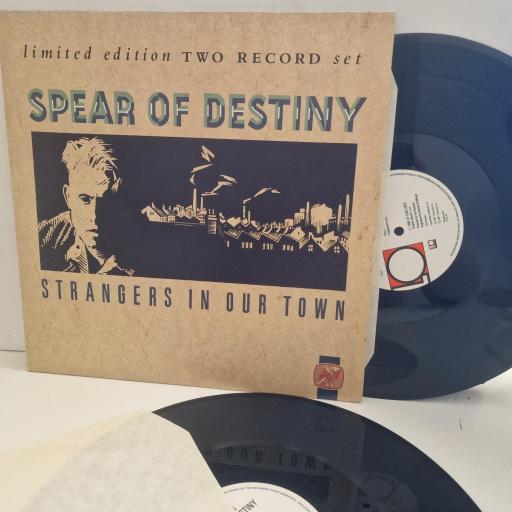 limited edition TWO RECORD set
SPEAR OF DESTINY
STRANGERS IN OUR TOWN